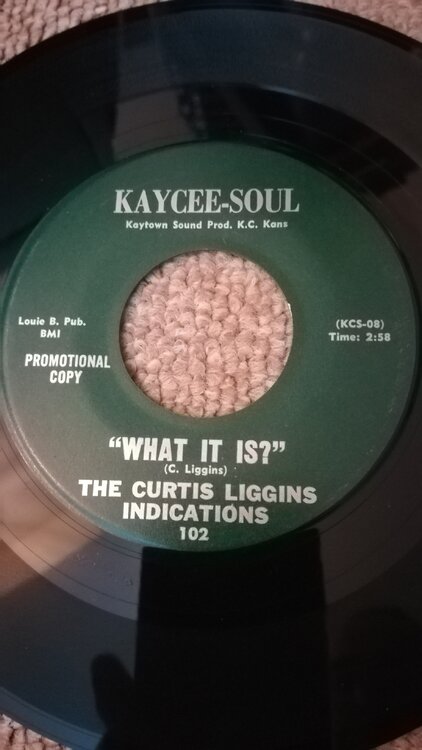 KAYCEE-SOUL
Kaytown Sound Prod. K.C. Kans
Louie B. Pub.
BMI
PROMOTIONAL
COPY
(KCS-08)
Time: 2:58
"WHAT IT IS?"
(C. Liggins)
THE CURTIS LIGGINS
INDICATIONS
102